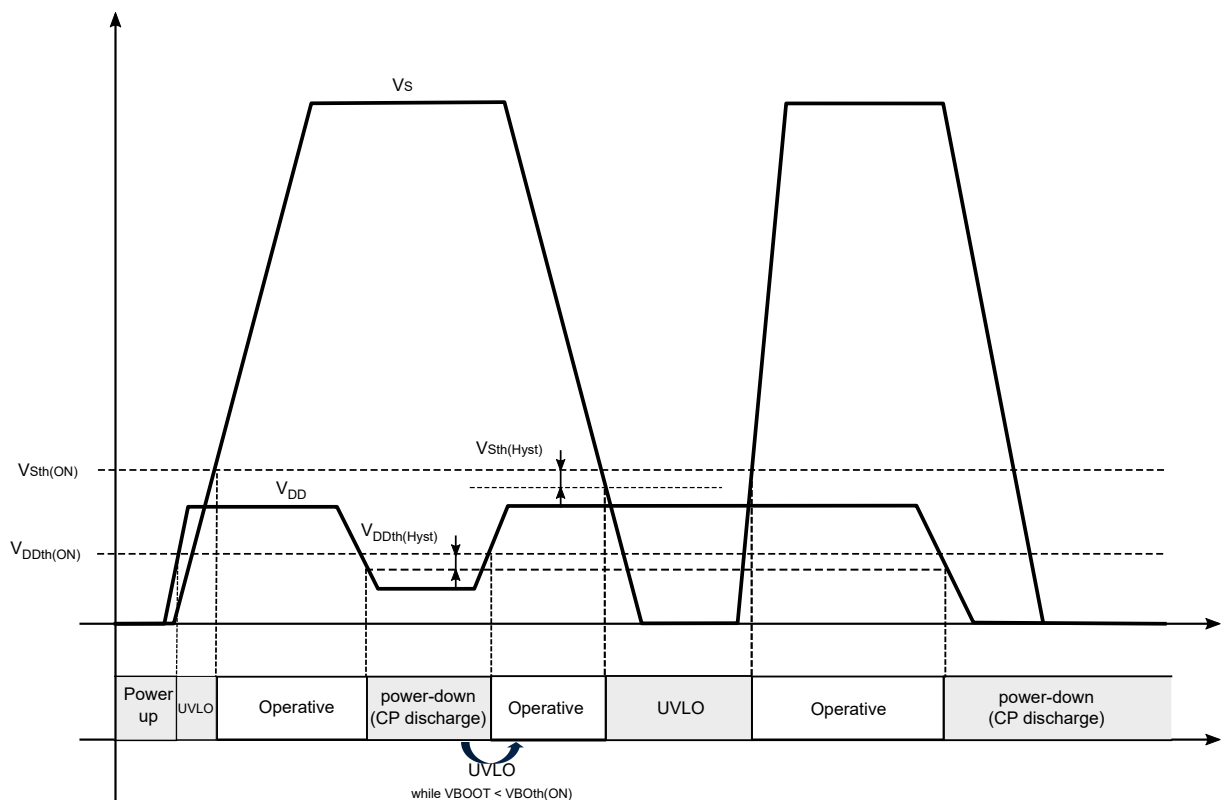 Vs
VSth(Hyst)
VSth(ON)
VDD
VDDth(Hyst)
VDDth(ON)
Power
up
UVLO
Operative
power-down
(CP discharge)
Operative
UVLO
Operative
power-down
(CP discharge)
UVLO
while VBOOT < VBOth(ON)